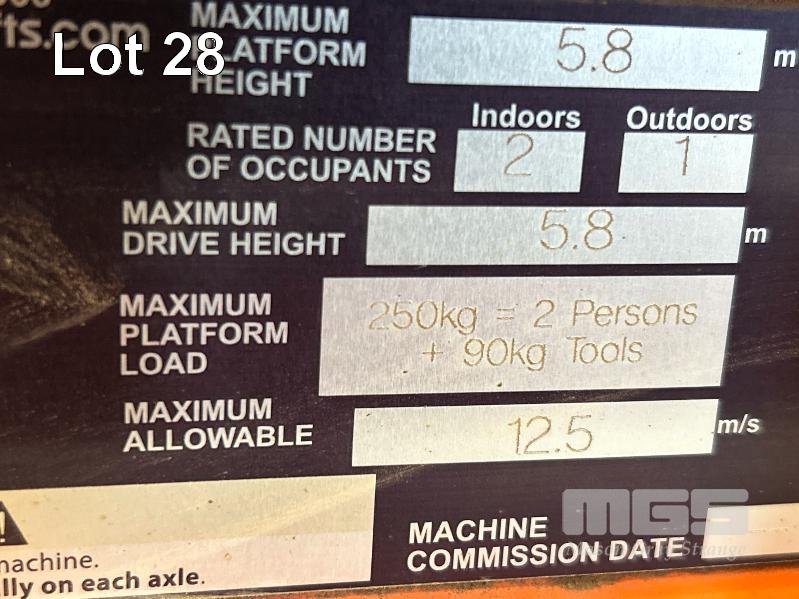 ts.com
Lot 28
MAXIMUM
PLATFORM
HEIGHT
5.8 m
Indoors Outdoors
RATED NUMBER
OF OCCUPANTS
2 1
MAXIMUM
DRIVE HEIGHT
5.8 m
MAXIMUM
PLATFORM
LOAD
250kg = 2 Persons
+ 90kg Tools
MAXIMUM
ALLOWABLE
12.5 m/s
!
machine.
lly on each axle.
MACHINE
COMMISSION DATE
MGS